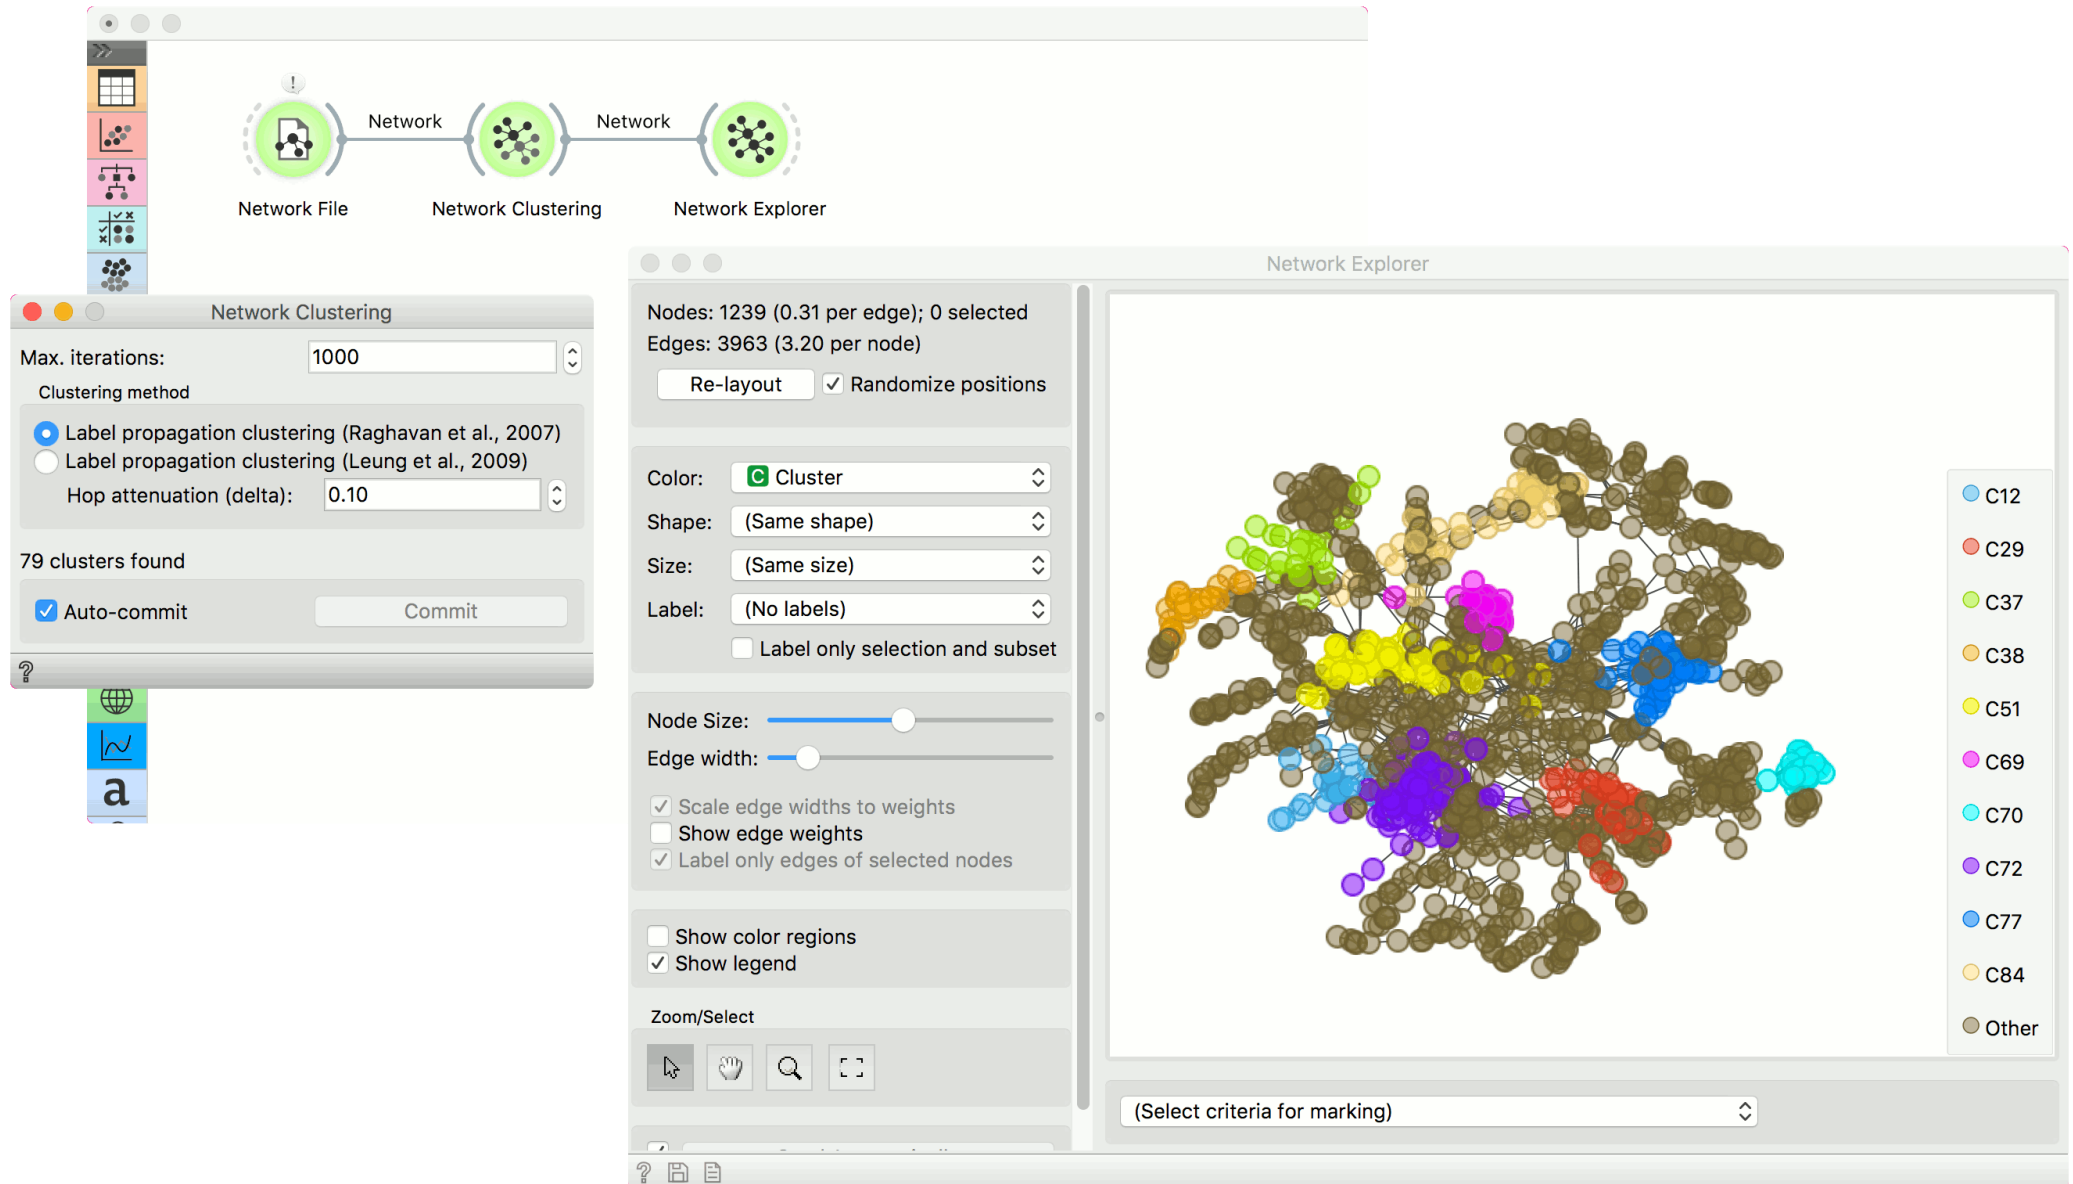 !
Network
Network
Network File
Network Clustering
Network Explorer
Network Clustering
Max. iterations:
1000
Clustering method
Label propagation clustering (Raghavan et al., 2007)
Label propagation clustering (Leung et al., 2009)
Hop attenuation (delta):
0.10
79 clusters found
Auto-commit
Commit
?
a
Network Explorer
Nodes: 1239 (0.31 per edge); 0 selected
Edges: 3963 (3.20 per node)
Re-layout
Randomize positions
Color:
C Cluster
Shape:
(Same shape)
Size:
(Same size)
Label:
(No labels)
Label only selection and subset
Node Size:
Edge width:
Scale edge widths to weights
Show edge weights
Label only edges of selected nodes
Show color regions
Show legend
Zoom/Select
?
C12
C29
C37
C38
C51
C69
C70
C72
C77
C84
Other
(Select criteria for marking)